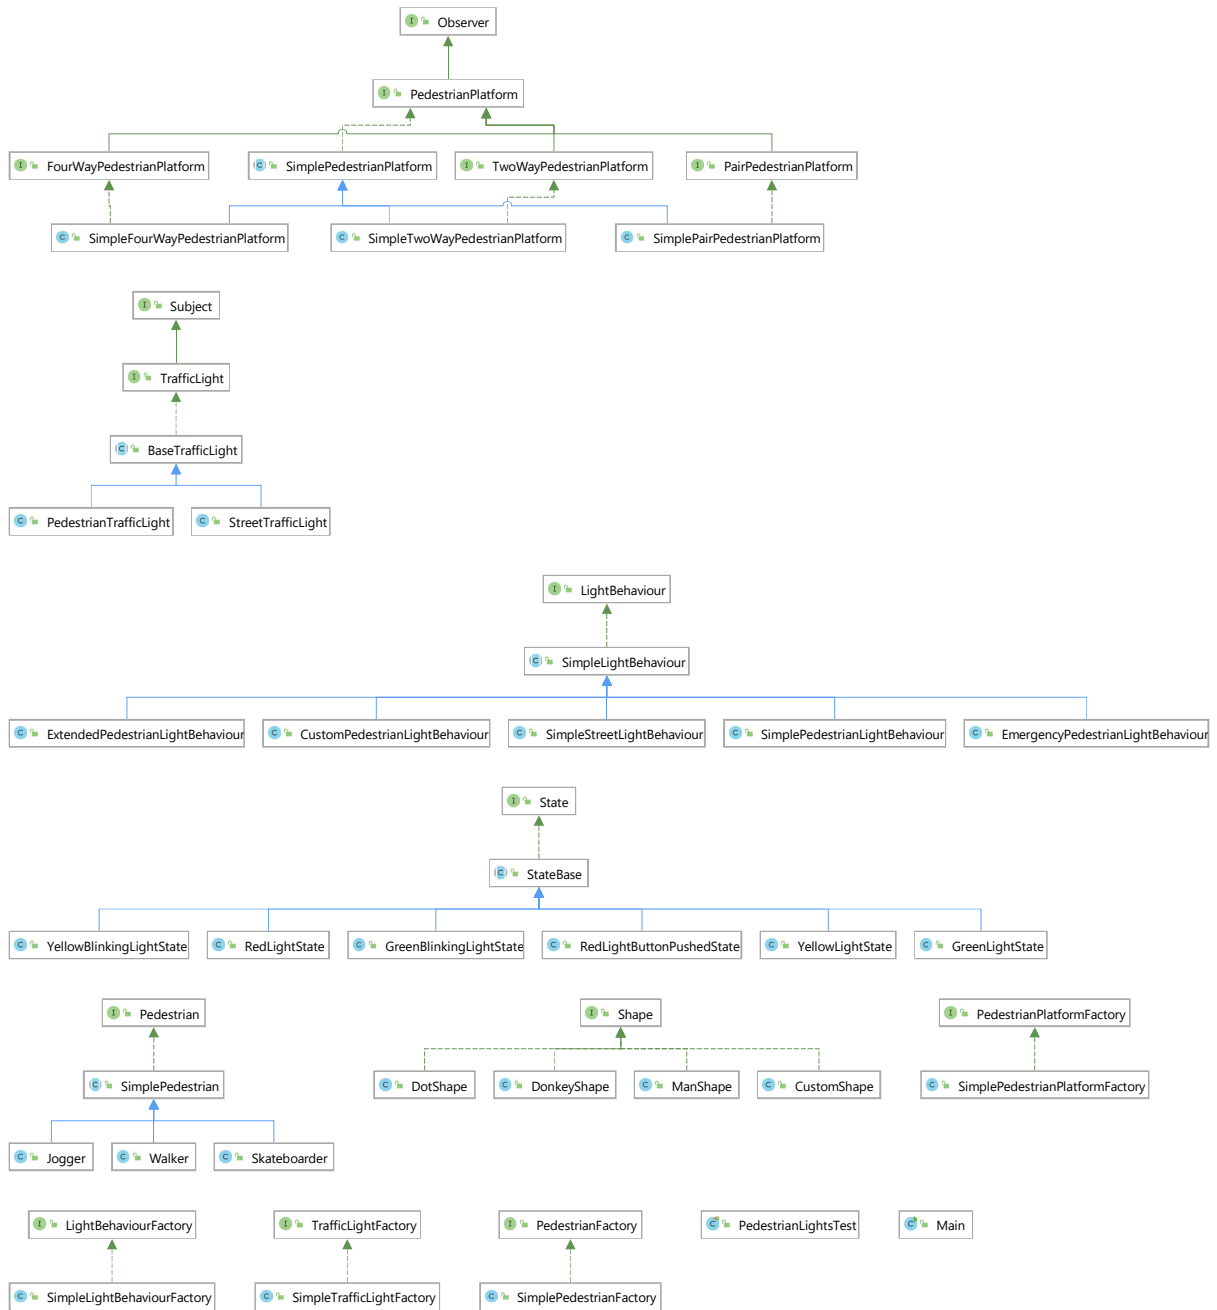 Observer
PedestrianPlatform
FourWayPedestrianPlatform SimplePedestrianPlatform TwoWayPedestrianPlatform PairPedestrianPlatform
SimpleFourWayPedestrianPlatform SimpleTwoWayPedestrianPlatform SimplePairPedestrianPlatform
Subject
TrafficLight
BaseTrafficLight
PedestrianTrafficLight StreetTrafficLight
LightBehaviour
SimpleLightBehaviour
ExtendedPedestrianLightBehaviour CustomPedestrianLightBehaviour SimpleStreetLightBehaviour SimplePedestrianLightBehaviour EmergencyPedestrianLightBehaviour
State
StateBase
YellowBlinkingLightState RedLightState GreenBlinkingLightState RedLightButtonPushedState YellowLightState GreenLightState
Pedestrian Shape PedestrianPlatformFactory
SimplePedestrian DotShape DonkeyShape ManShape CustomShape SimplePedestrianPlatformFactory
Jogger Walker Skateboarder
LightBehaviourFactory TrafficLightFactory PedestrianFactory PedestrianLightsTest Main
SimpleLightBehaviourFactory SimpleTrafficLightFactory SimplePedestrianFactory